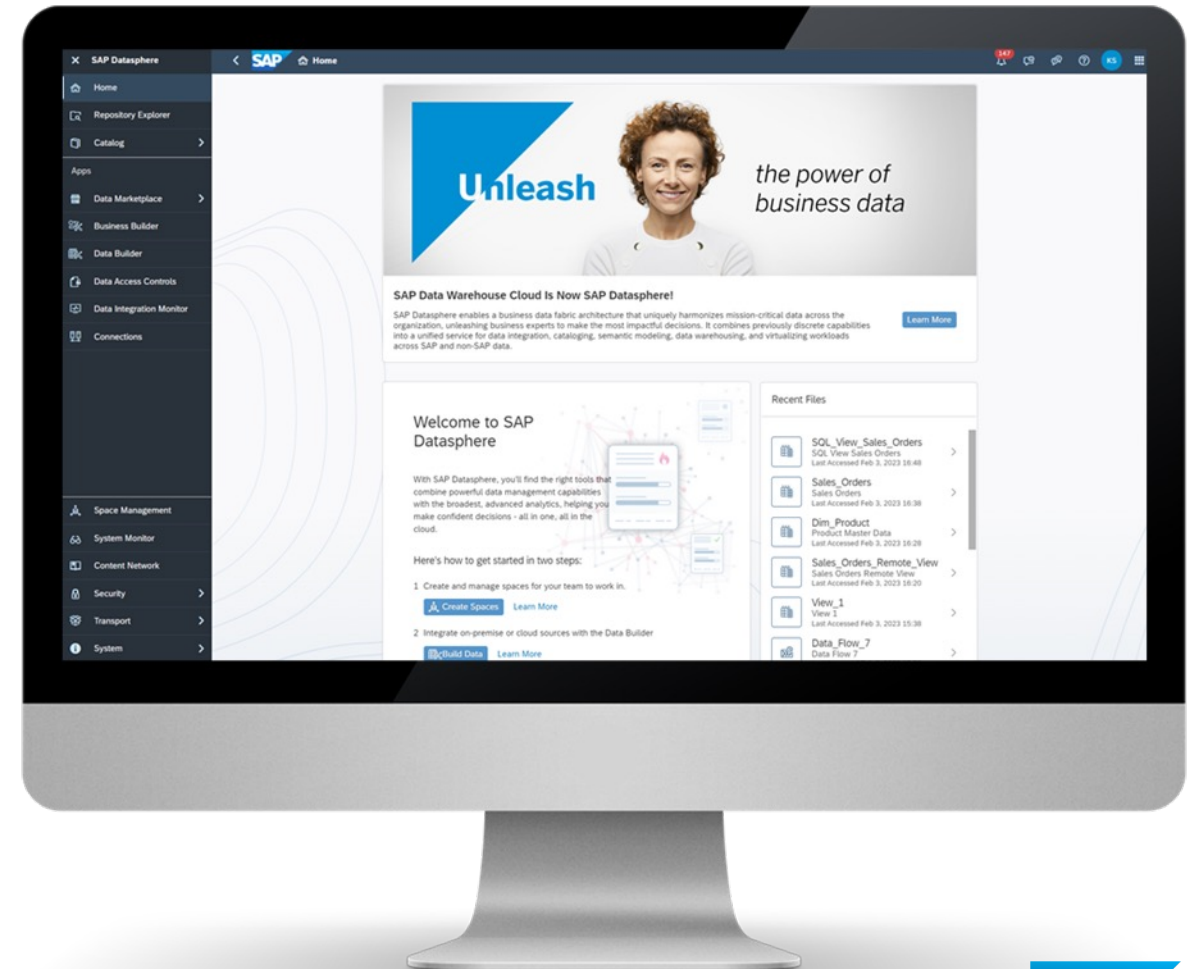 SAP Datasphere
SAP
Home
147
KS
Home
Repository Explorer
Catalog
Apps
Data Marketplace
Business Builder
Data Builder
Data Access Controls
Data Integration Monitor
Connections
Space Management
System Monitor
Content Network
Security
Transport
System
Unleash
the power of
business data
SAP Data Warehouse Cloud Is Now SAP Datasphere!
SAP Datasphere enables a business data fabric architecture that uniquely harmonizes mission-critical data across the
organization, unleashing business experts to make the most impactful decisions. It combines previously discrete capabilities
into a unified service for data integration, cataloging, semantic modeling, data warehousing, and virtualizing workloads
across SAP and non-SAP data.
Learn More
Welcome to SAP
Datasphere
With SAP Datasphere, you'll find the right tools that
combine powerful data management capabilities
with the broadest, advanced analytics, helping you
make confident decisions - all in one, all in the
cloud.
Here's how to get started in two steps:
1 Create and manage spaces for your team to work in.
Create Spaces Learn More
2 Integrate on-premise or cloud sources with the Data Builder
Build Data Learn More
Recent Files
SQL_View_Sales_Orders
SQL View Sales Orders
Last Accessed Feb 3, 2023 16:48
Sales_Orders
Sales Orders
Last Accessed Feb 3, 2023 16:38
Dim_Product
Product Master Data
Last Accessed Feb 3, 2023 16:28
Sales_Orders_Remote_View
Sales Orders Remote View
Last Accessed Feb 3, 2023 16:20
View_1
View 1
Last Accessed Feb 3, 2023 15:38
Data_Flow_7
Data Flow 7